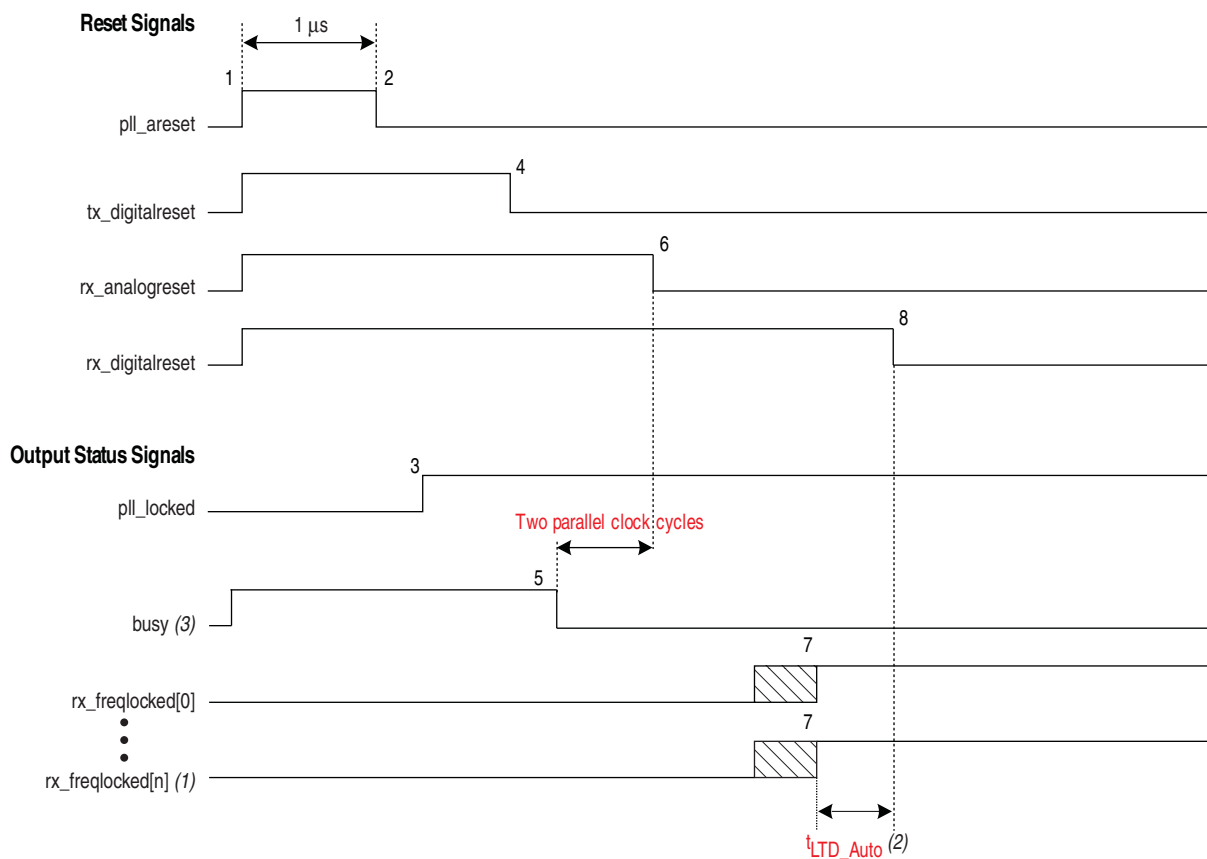 Reset Signals
1 μs
1
2
pll_areset
4
tx_digitalreset
6
rx_analogreset
8
rx_digitalreset
Output Status Signals
3
pll_locked
Two parallel clock cycles
5
busy (3)
7
rx_freqlocked[0]
7
rx_freqlocked[n] (1)
tLTD_Auto (2)